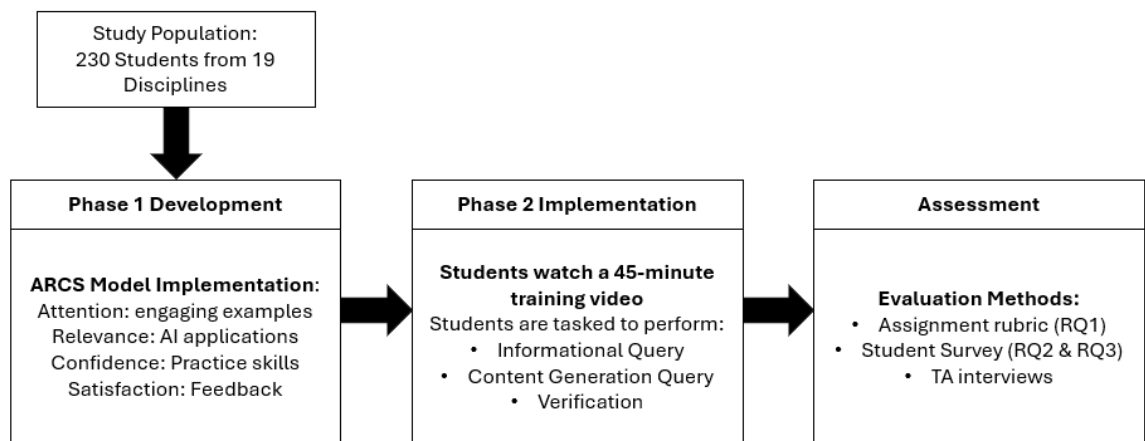 Study Population:
230 Students from 19
Disciplines
Phase 1 Development
ARCS Model Implementation:
Attention: engaging examples
Relevance: AI applications
Confidence: Practice skills
Satisfaction: Feedback
Phase 2 Implementation
Students watch a 45-minute
training video
Students are tasked to perform:
• Informational Query
• Content Generation Query
• Verification
Assessment
Evaluation Methods:
• Assignment rubric (RQ1)
• Student Survey (RQ2 & RQ3)
• TA interviews